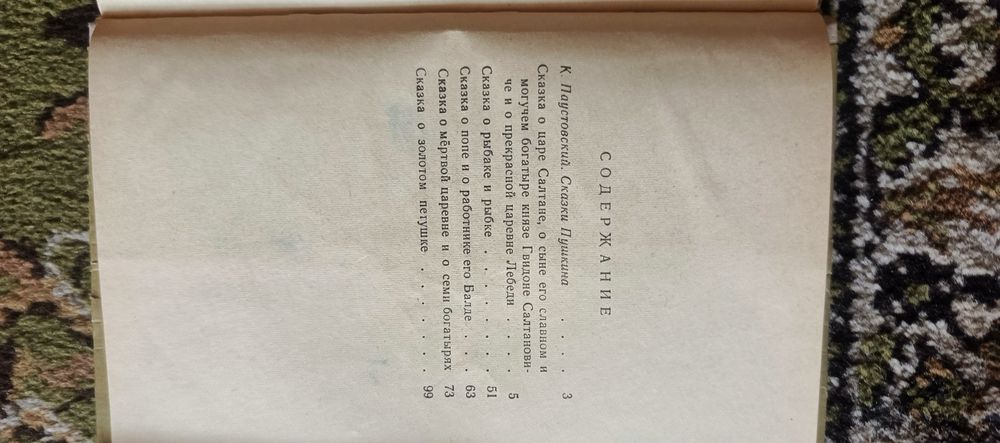 СОДЕРЖАНИЕ
К. Паустовский. Сказки Пушкина . . . . 3
Сказка о царе Салтане, о сыне его славном и
могучем богатыре князе Гвидоне Салтанови-
че и о прекрасной царевне Лебеди . . . . 5
Сказка о рыбаке и рыбке . . . . . . . 51
Сказка о попе и о работнике его Балде . . . 63
Сказка о мёртвой царевне и о семи богатырях 73
Сказка о золотом петушке . . . . . . 99